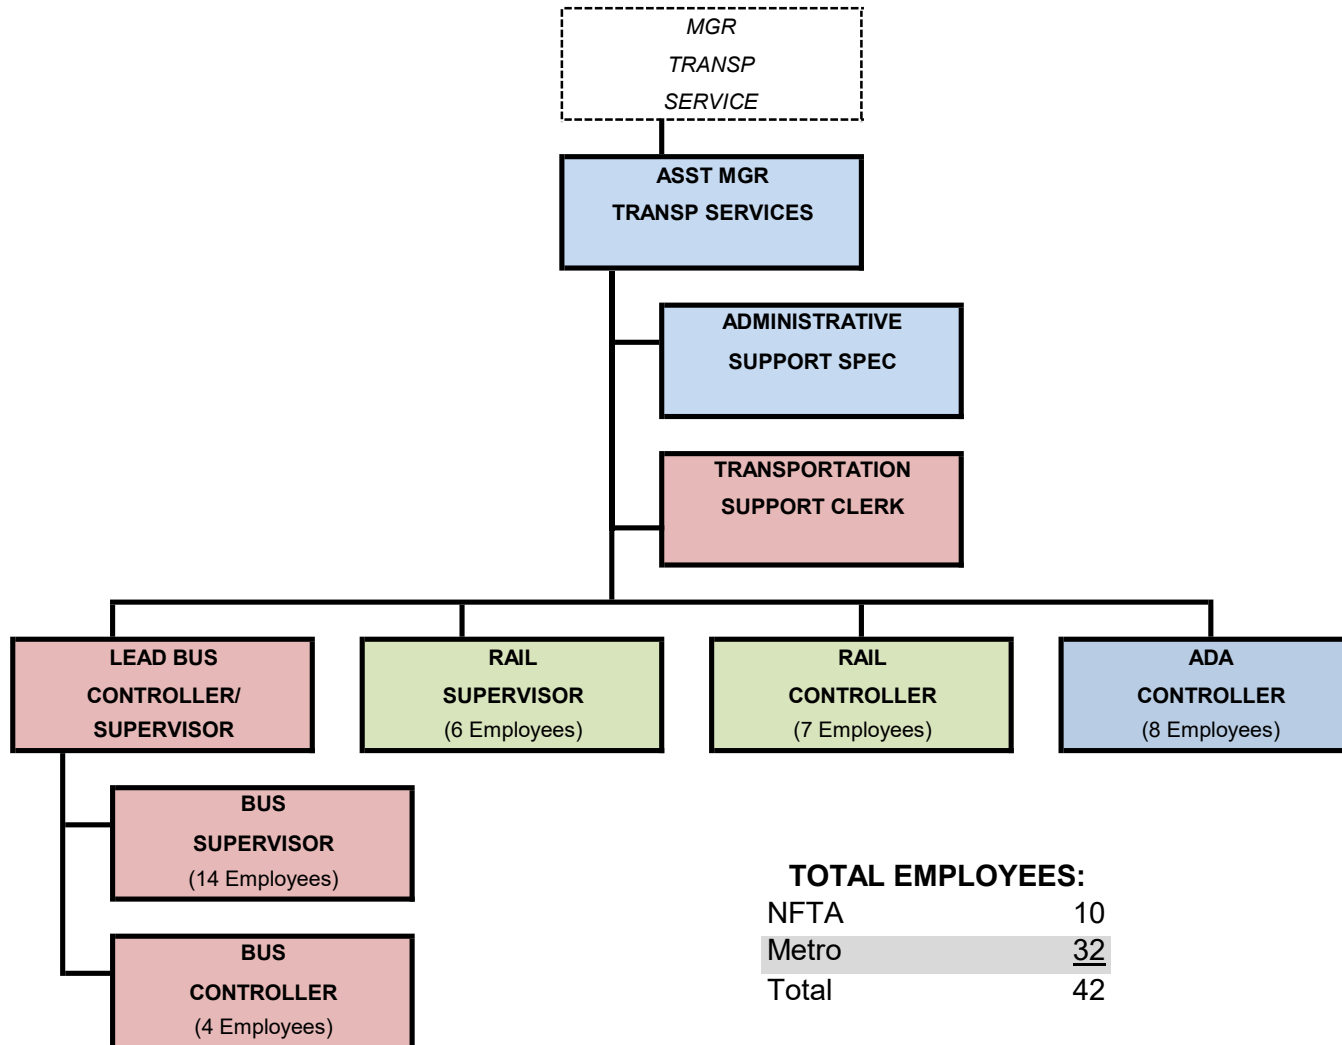 MGR
TRANSP
SERVICE
ASST MGR
TRANSP SERVICES
ADMINISTRATIVE
SUPPORT SPEC
TRANSPORTATION
SUPPORT CLERK
LEAD BUS
CONTROLLER/
SUPERVISOR
RAIL
SUPERVISOR
(6 Employees)
RAIL
CONTROLLER
(7 Employees)
ADA
CONTROLLER
(8 Employees)
BUS
SUPERVISOR
(14 Employees)
BUS
CONTROLLER
(4 Employees)
TOTAL EMPLOYEES:
NFTA 10
Metro 32
Total 42